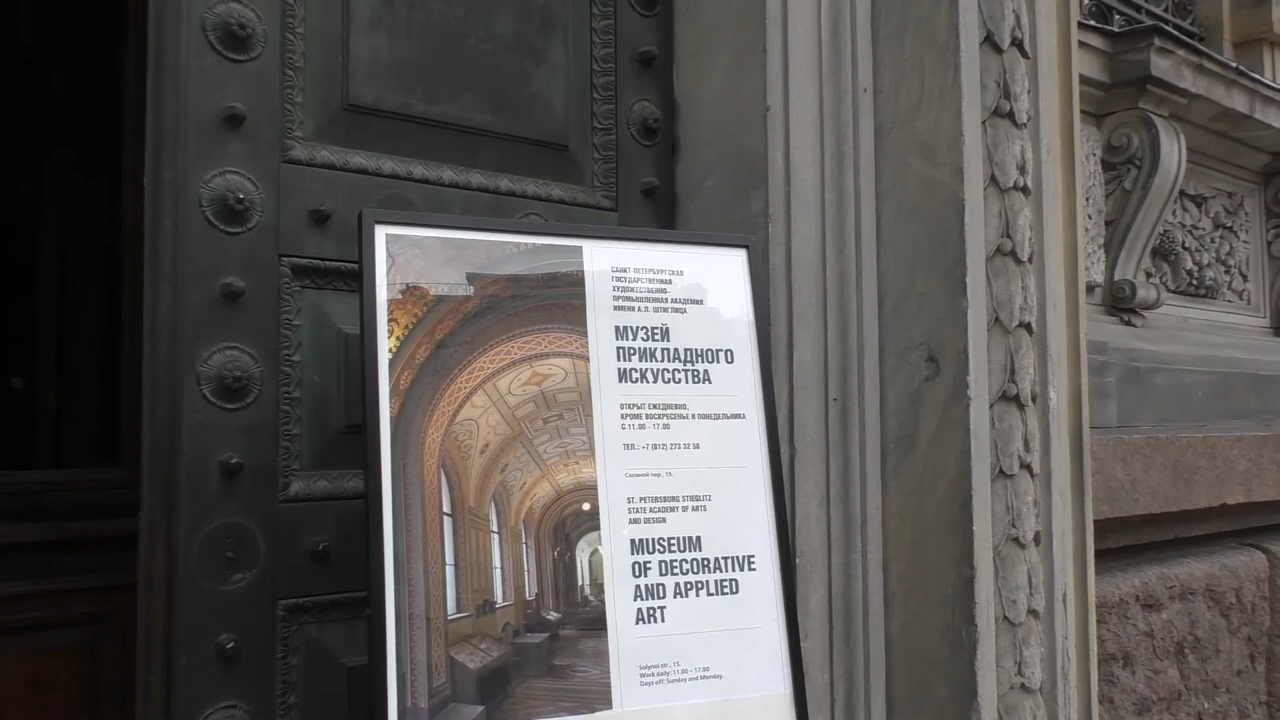 САНКТ-ПЕТЕРБУРГСКАЯ
ГОСУДАРСТВЕННАЯ
ХУДОЖЕСТВЕННО-
ПРОМЫШЛЕННАЯ АКАДЕМИЯ
ИМЕНИ А.Л. ШТИГЛИЦА
МУЗЕЙ
ПРИКЛАДНОГО
ИСКУССТВА
ОТКРЫТ ЕЖЕДНЕВНО,
КРОМЕ ВОСКРЕСЕНЬЕ И ПОНЕДЕЛЬНИКА
С 11.00 - 17.00
ТЕЛ.: +7 (812) 273 32 58
Соляной пер., 15.
ST. PETERSBURG STIEGLITZ
STATE ACADEMY OF ARTS
AND DESIGN
MUSEUM
OF DECORATIVE
AND APPLIED
ART
Solynoi str., 15.
Work daily: 11.00 - 17.00
Days off: Sunday and Monday.